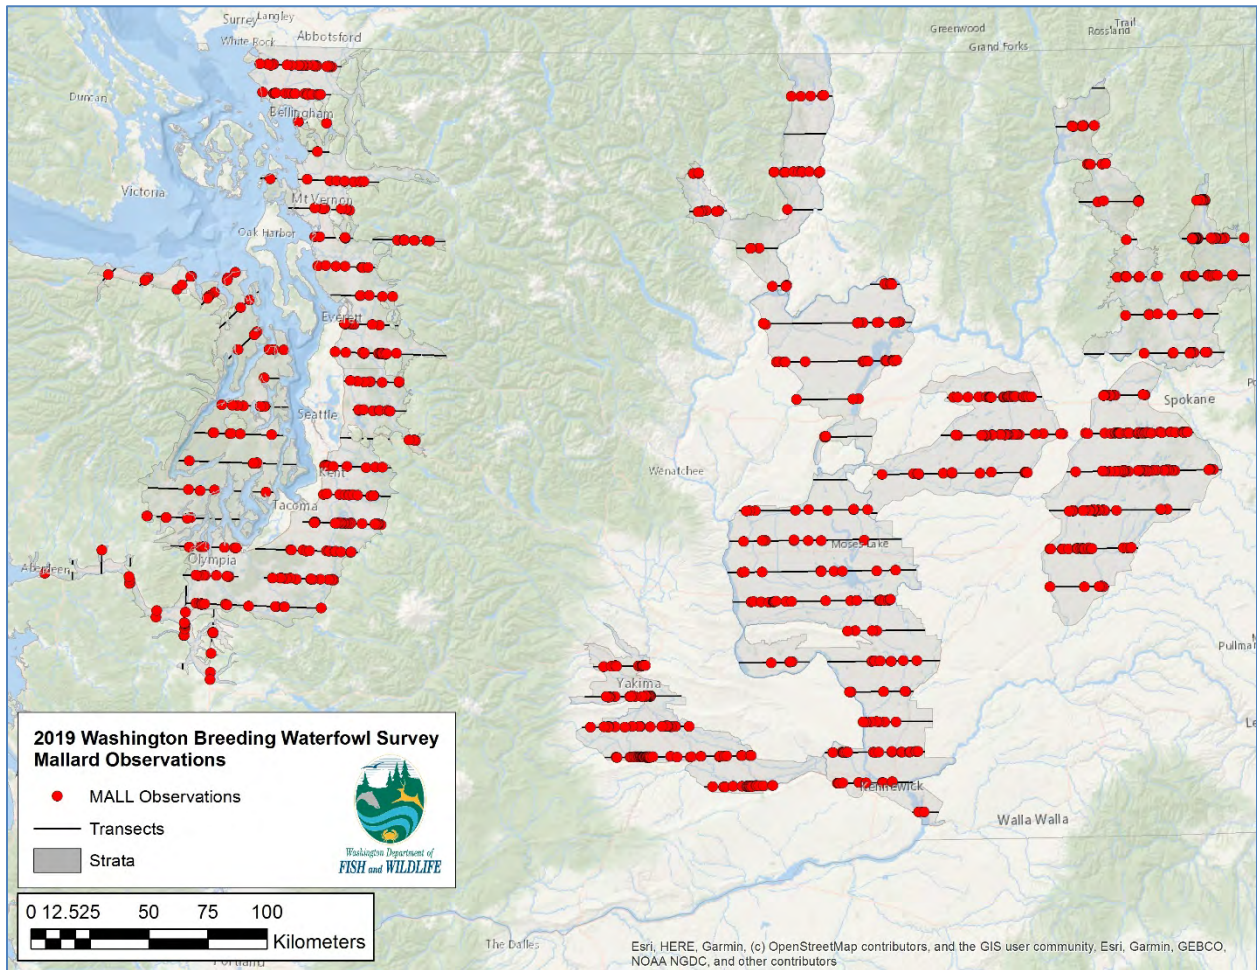 Surrey
Langley
Abbotsford
White Rock
Greenwood
Grand Forks
Trail
Rossland
Duncan
Bellingham
Victoria
Mt Vernon
Oak Harbor
Everett
Seattle
Spokane
Kent
Wenatchee
Tacoma
Moses Lake
Olympia
Aberdeen
Pullman
Yakima
Kennewick
Walla Walla
2019 Washington Breeding Waterfowl Survey
Mallard Observations
MALL Observations
Transects
Strata
Washington Department of
FISH and WILDLIFE
0 12.525 50 75 100
Kilometers
The Dalles
Portland
Esri, HERE, Garmin, (c) OpenStreetMap contributors, and the GIS user community, Esri, Garmin, GEBCO,
NOAA NGDC, and other contributors